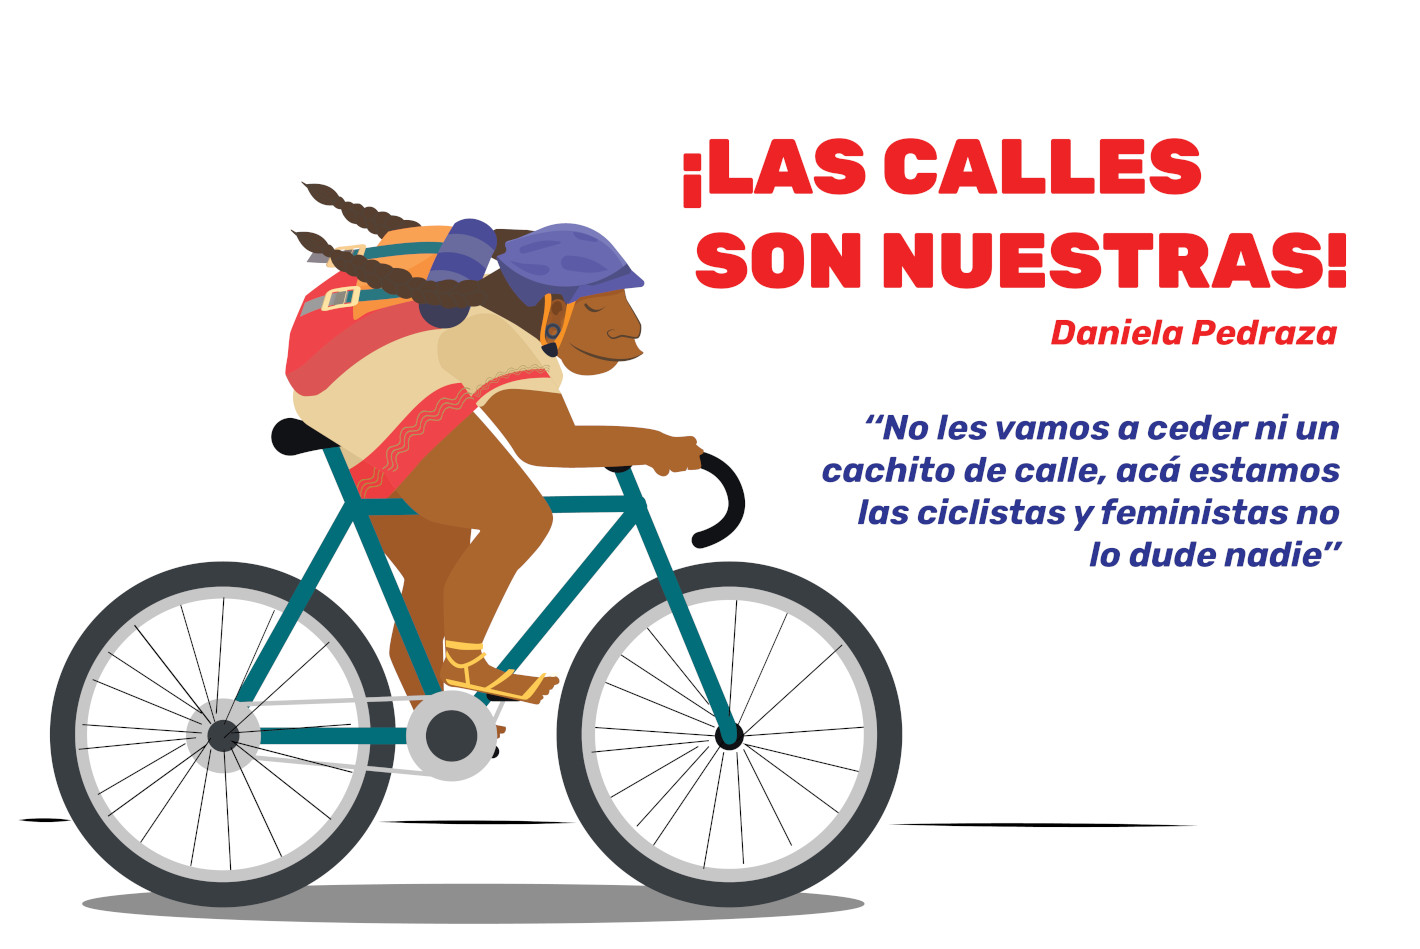 ¡LAS CALLES
SON NUESTRAS!
Daniela Pedraza
“No les vamos a ceder ni un
cachito de calle, acá estamos
las ciclistas y feministas no
lo dude nadie”